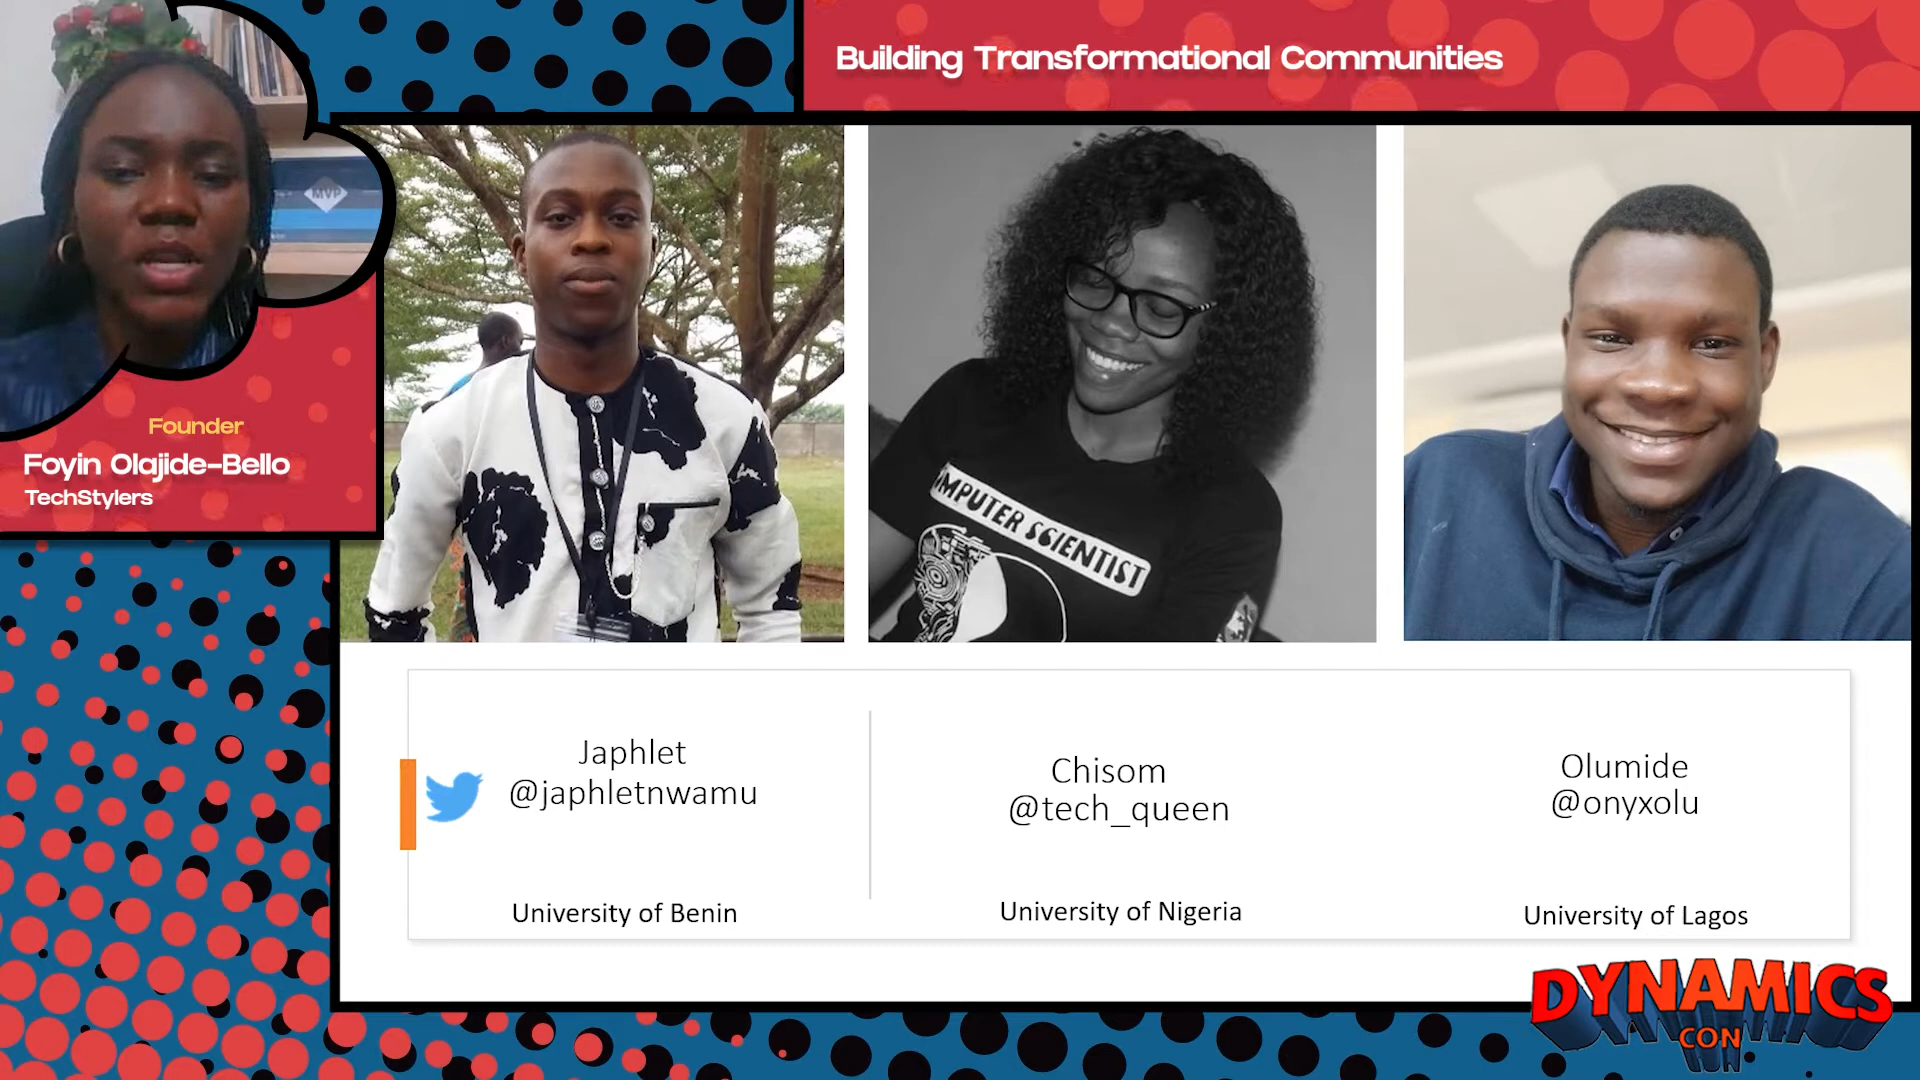 Building Transformational Communities
MVP
Founder
Foyin Olajide-Bello
TechStylers
MPUTER SCIENTIST
Japhlet
@japhletnwamu
University of Benin
Chisom
@tech_queen
University of Nigeria
Olumide
@onyxolu
University of Lagos
DYNAMICS
CON